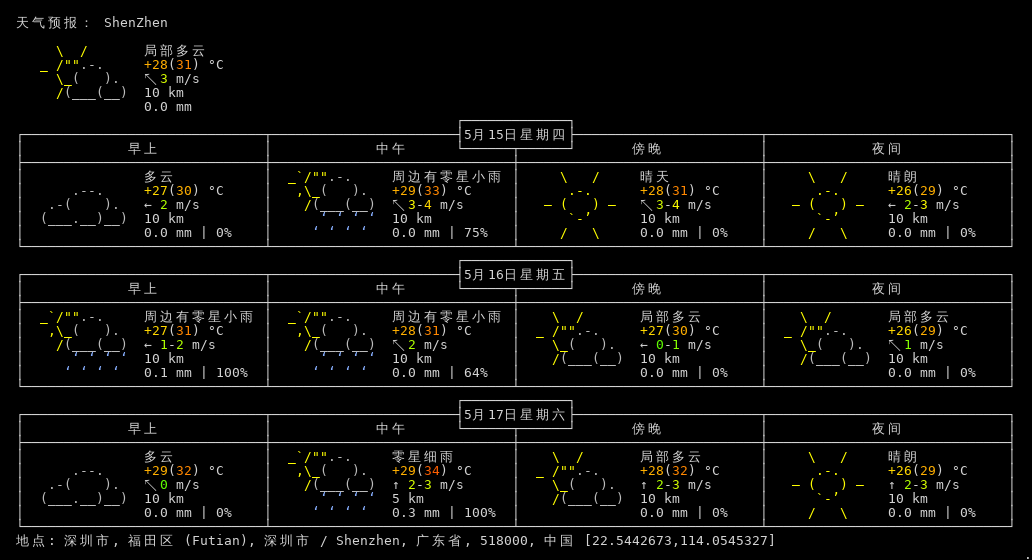 天气预报： ShenZhen
局部多云
+28(31) °C
↖3 m/s
10 km
0.0 mm
5月15日星期四
早上 中午 傍晚 夜间
多云 周边有零星小雨 晴天 晴朗
+27(30) °C +29(33) °C +28(31) °C +26(29) °C
← 2 m/s ↖3-4 m/s ↖3-4 m/s ← 2-3 m/s
10 km 10 km 10 km 10 km
0.0 mm | 0% 0.0 mm | 75% 0.0 mm | 0% 0.0 mm | 0%
5月16日星期五
早上 中午 傍晚 夜间
周边有零星小雨 周边有零星小雨 局部多云 局部多云
+27(31) °C +28(31) °C +27(30) °C +26(29) °C
← 1-2 m/s ↖2 m/s ← 0-1 m/s ↖1 m/s
10 km 10 km 10 km 10 km
0.1 mm | 100% 0.0 mm | 64% 0.0 mm | 0% 0.0 mm | 0%
5月17日星期六
早上 中午 傍晚 夜间
多云 零星细雨 局部多云 晴朗
+29(32) °C +29(34) °C +28(32) °C +26(29) °C
↖0 m/s ↑ 2-3 m/s ↑ 2-3 m/s ↑ 2-3 m/s
10 km 5 km 10 km 10 km
0.0 mm | 0% 0.3 mm | 100% 0.0 mm | 0% 0.0 mm | 0%
地点: 深圳市, 福田区 (Futian), 深圳市 / Shenzhen, 广东省, 518000, 中国 [22.5442673,114.0545327]